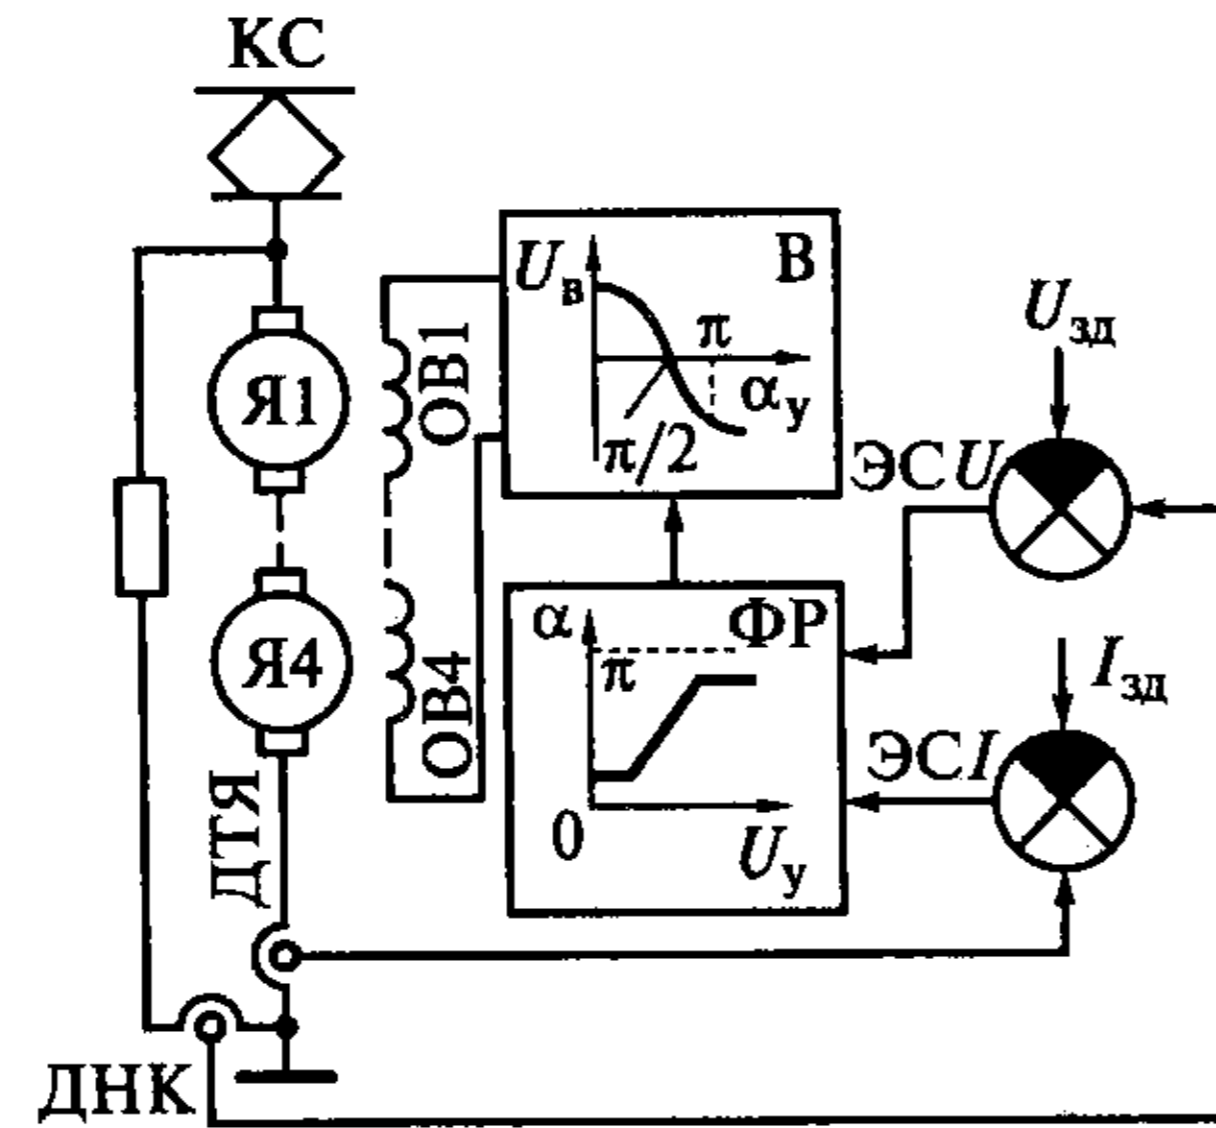 КС
Я1
Я4
ДТЯ
ДНК
ОВ1
ОВ4
Uв
В
π
αу
π/2
α
ФР
π
0
Uу
Uзд
ЭСU
Iзд
ЭСI